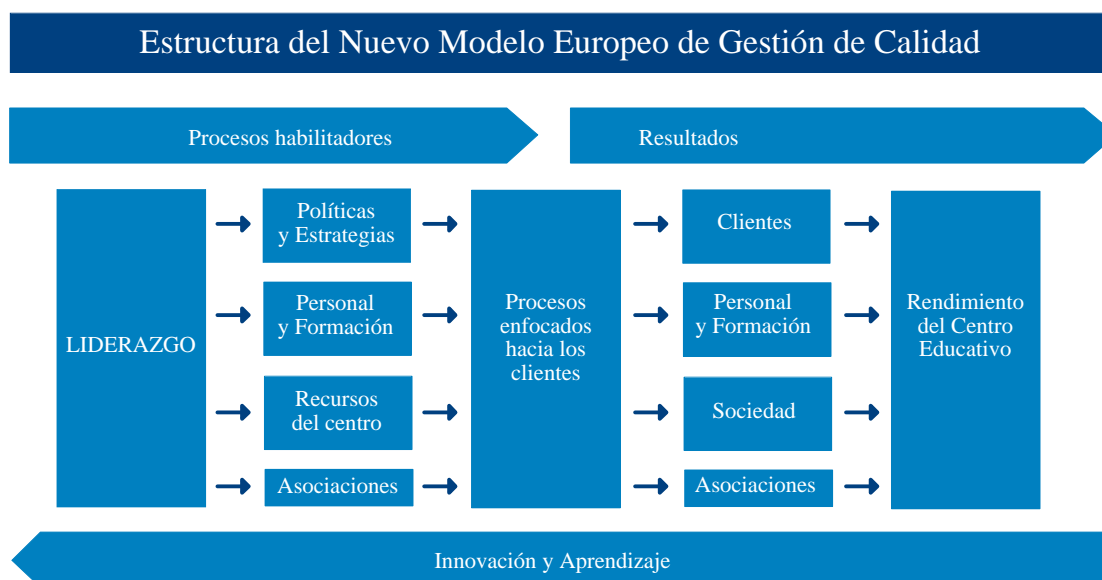 Estructura del Nuevo Modelo Europeo de Gestión de Calidad
Procesos habilitadores
Resultados
LIDERAZGO
Políticas
y Estrategias
Personal
y Formación
Recursos
del centro
Asociaciones
Procesos
enfocados
hacia los
clientes
Clientes
Personal
y Formación
Sociedad
Asociaciones
Rendimiento
del Centro
Educativo
Innovación y Aprendizaje